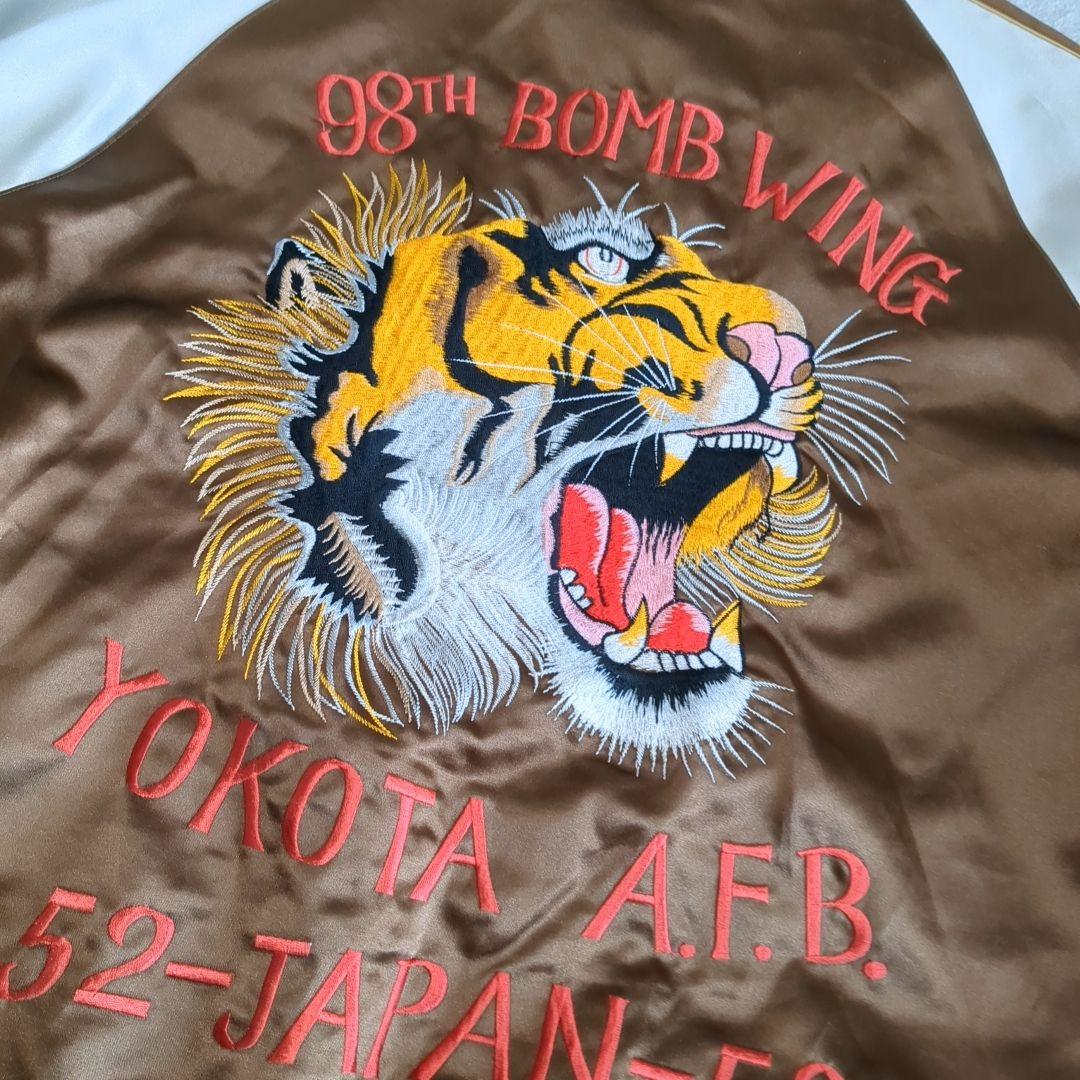 98TH BOMB WING
YOKOTA A.F.B.
52-JAPAN-